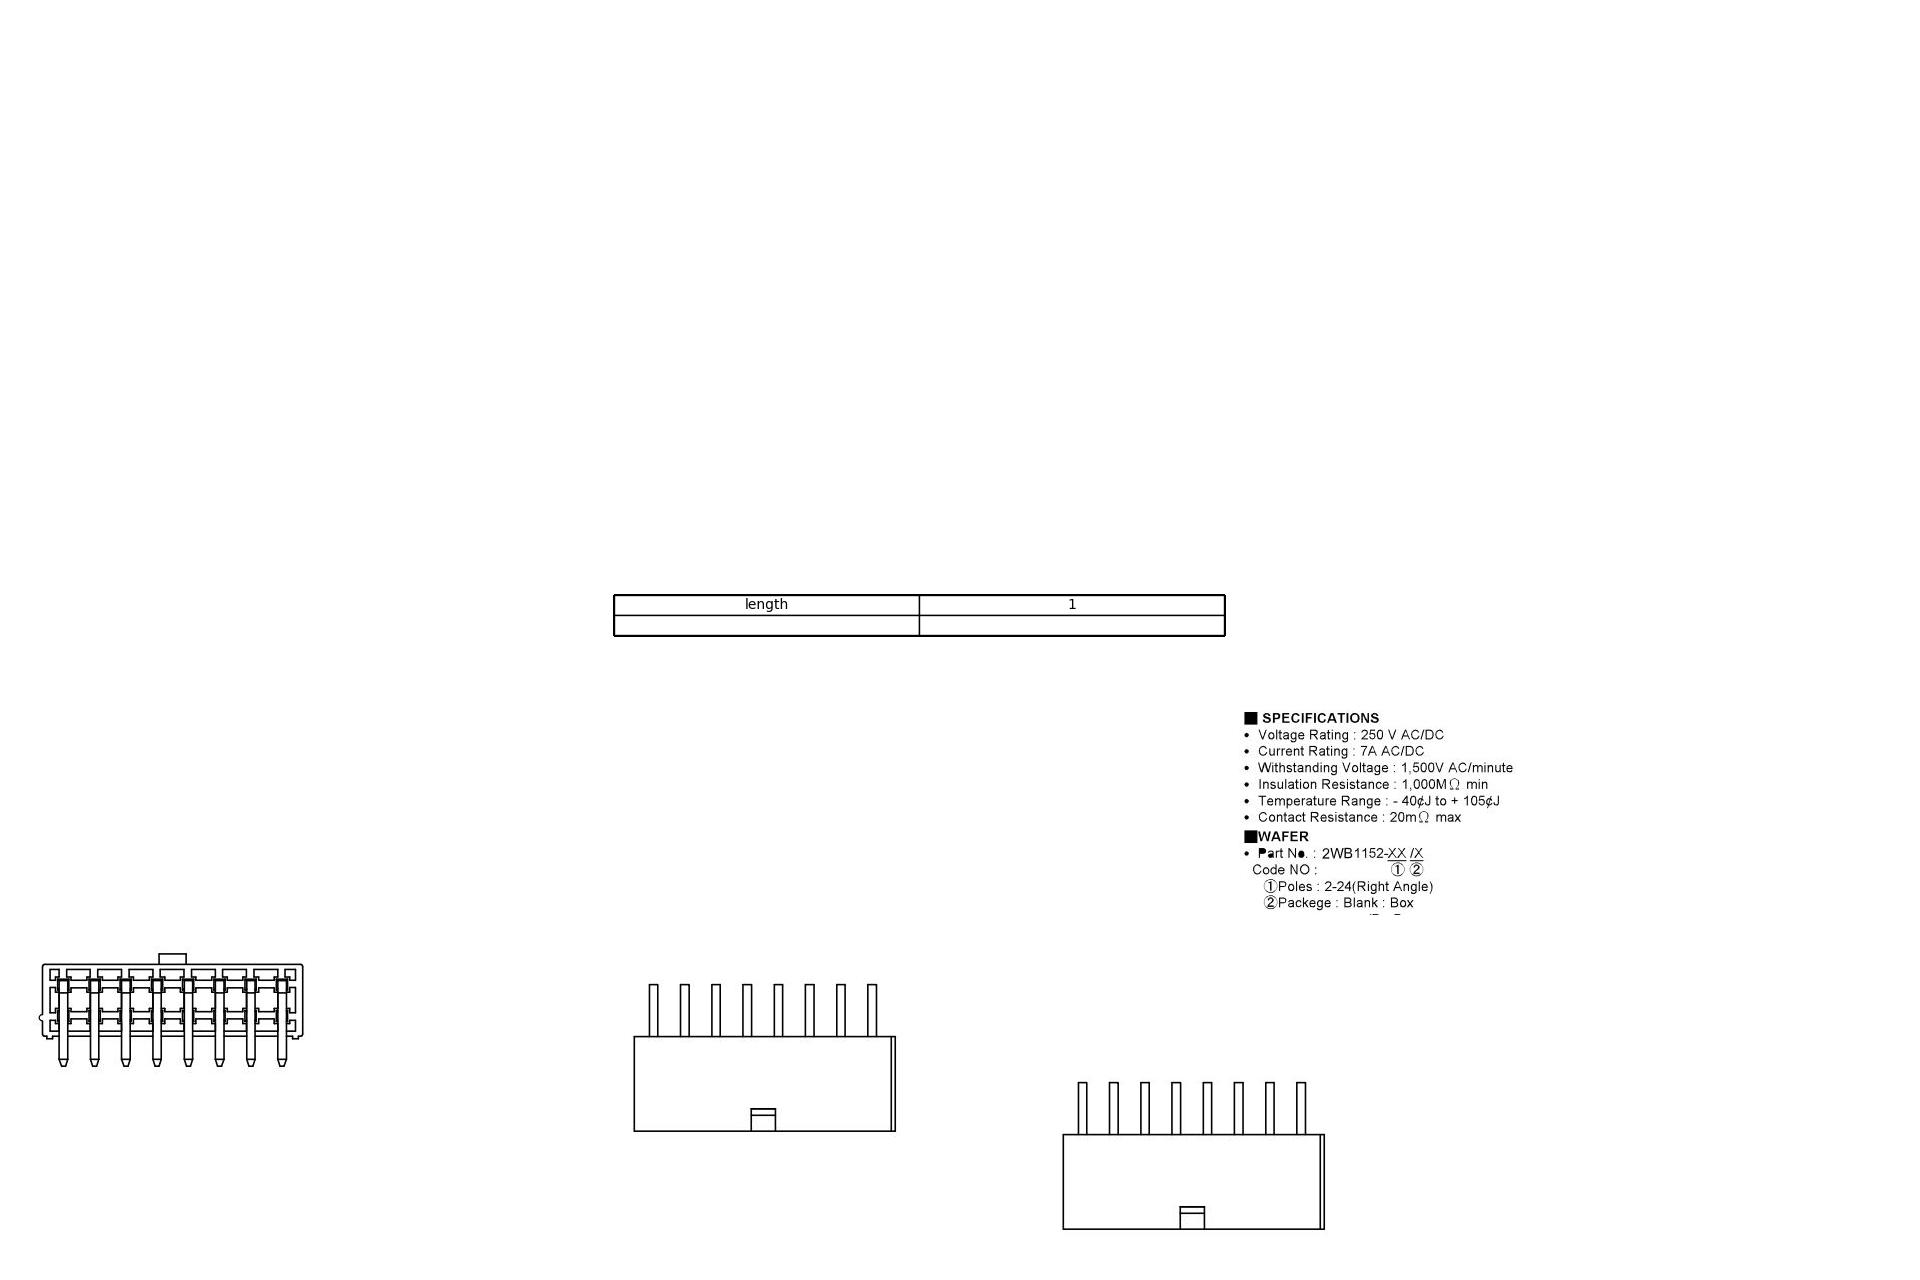 length 1
■ SPECIFICATIONS
• Voltage Rating : 250 V AC/DC
• Current Rating : 7A AC/DC
• Withstanding Voltage : 1,500V AC/minute
• Insulation Resistance : 1,000MΩ min
• Temperature Range : - 40¢J to + 105¢J
• Contact Resistance : 20mΩ max
■WAFER
• Part No. : 2WB1152-XX /X
Code NO : ① ②
①Poles : 2-24(Right Angle)
②Packege : Blank : Box